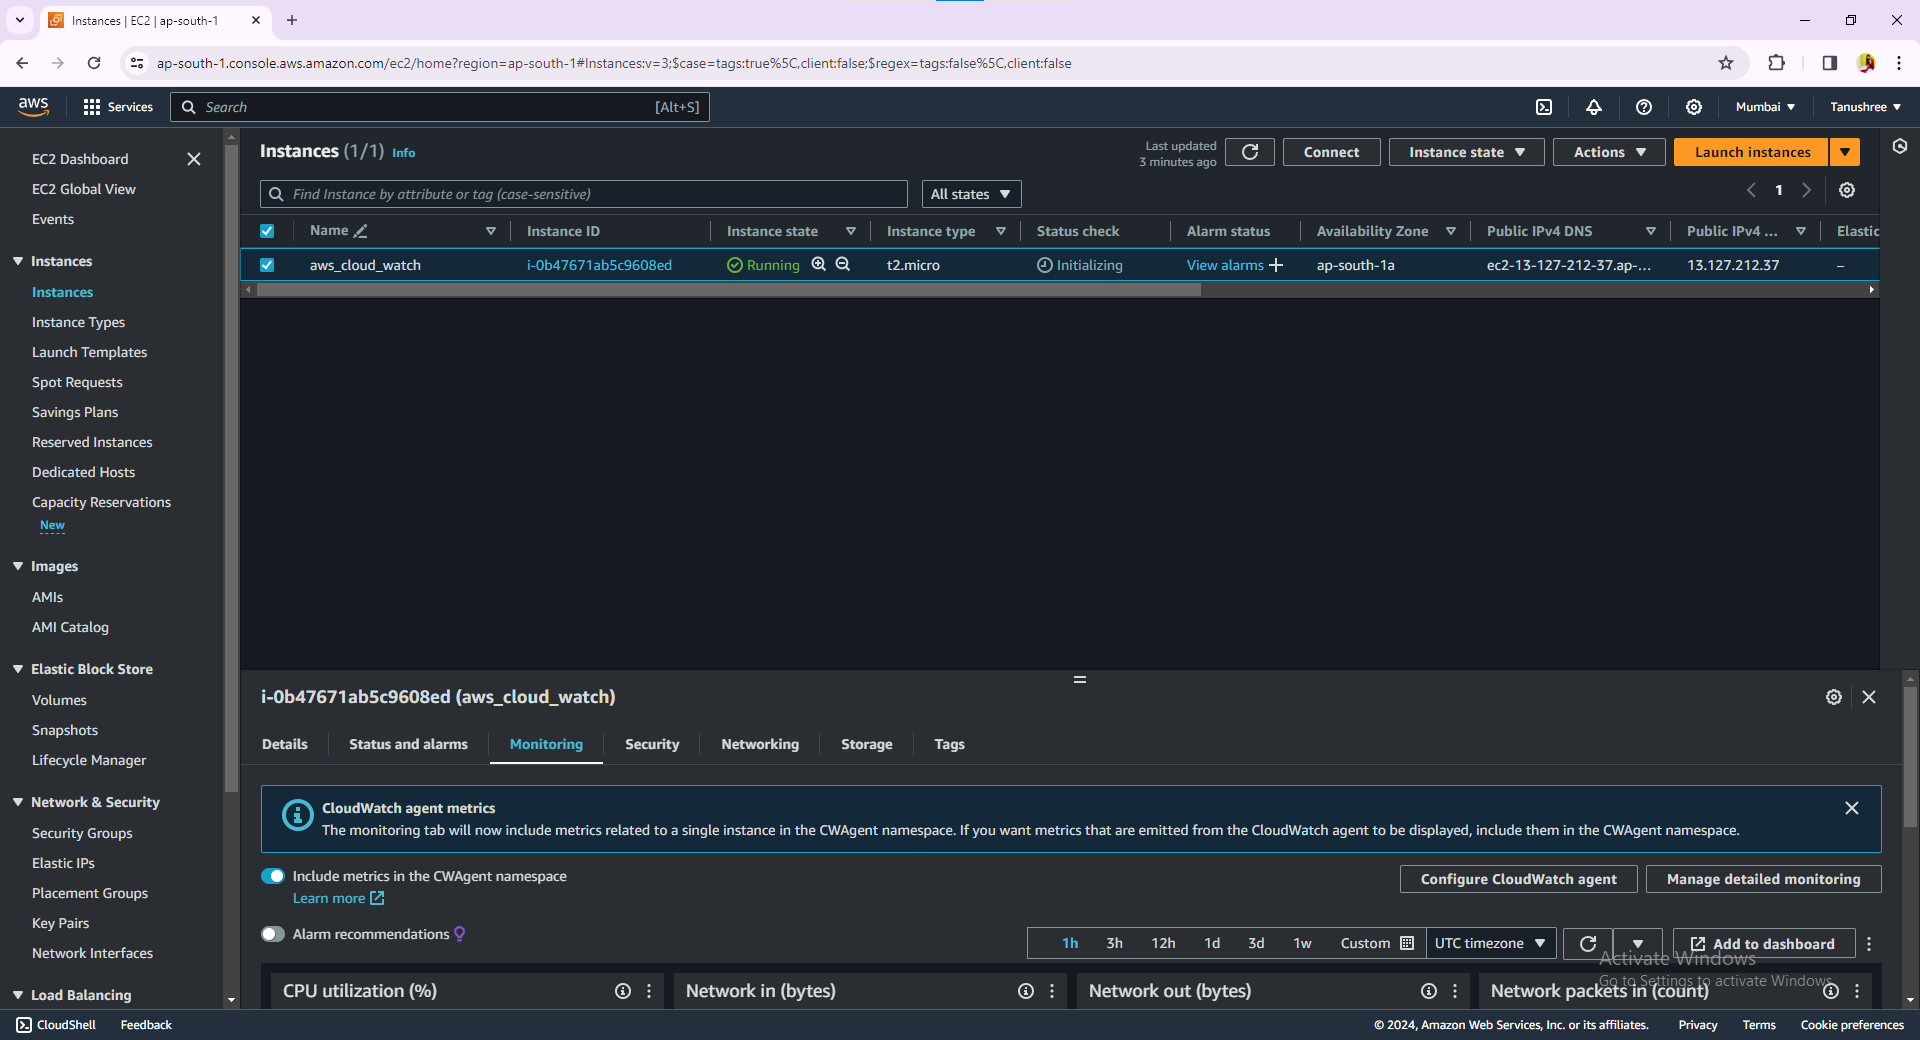 Instances | EC2 | ap-south-1
ap-south-1.console.aws.amazon.com/ec2/home?region=ap-south-1#Instances:v=3;$case=tags:true%5C,client:false;$regex=tags:false%5C,client:false
aws
Services
Search
[Alt+S]
Mumbai
Tanushree
EC2 Dashboard
EC2 Global View
Events
Instances
Instances
Instance Types
Launch Templates
Spot Requests
Savings Plans
Reserved Instances
Dedicated Hosts
Capacity Reservations
New
Images
AMIs
AMI Catalog
Elastic Block Store
Volumes
Snapshots
Lifecycle Manager
Network & Security
Security Groups
Elastic IPs
Placement Groups
Key Pairs
Network Interfaces
Load Balancing
Instances (1/1) Info
Last updated
3 minutes ago
Connect
Instance state
Actions
Launch instances
Find Instance by attribute or tag (case-sensitive)
All states
1
Name Instance ID Instance state Instance type Status check Alarm status Availability Zone Public IPv4 DNS Public IPv4 ... Elastic
aws_cloud_watch i-0b47671ab5c9608ed Running t2.micro Initializing View alarms ap-south-1a ec2-13-127-212-37.ap-... 13.127.212.37 –
i-0b47671ab5c9608ed (aws_cloud_watch)
Details Status and alarms Monitoring Security Networking Storage Tags
CloudWatch agent metrics
The monitoring tab will now include metrics related to a single instance in the CWAgent namespace. If you want metrics that are emitted from the CloudWatch agent to be displayed, include them in the CWAgent namespace.
Include metrics in the CWAgent namespace
Learn more
Configure CloudWatch agent
Manage detailed monitoring
Alarm recommendations
1h 3h 12h 1d 3d 1w Custom UTC timezone
Add to dashboard
Activate Windows
Go to Settings to activate Windows.
CPU utilization (%)
Network in (bytes)
Network out (bytes)
Network packets in (count)
CloudShell Feedback
© 2024, Amazon Web Services, Inc. or its affiliates. Privacy Terms Cookie preferences